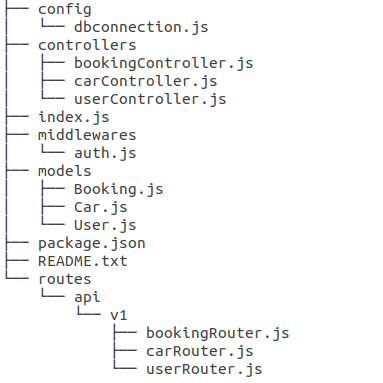 ├── config
│   └── dbconnection.js
├── controllers
│   ├── bookingController.js
│   ├── carController.js
│   └── userController.js
├── index.js
├── middlewares
│   └── auth.js
├── models
│   ├── Booking.js
│   ├── Car.js
│   └── User.js
├── package.json
├── README.txt
└── routes
    └── api
        └── v1
            ├── bookingRouter.js
            ├── carRouter.js
            └── userRouter.js